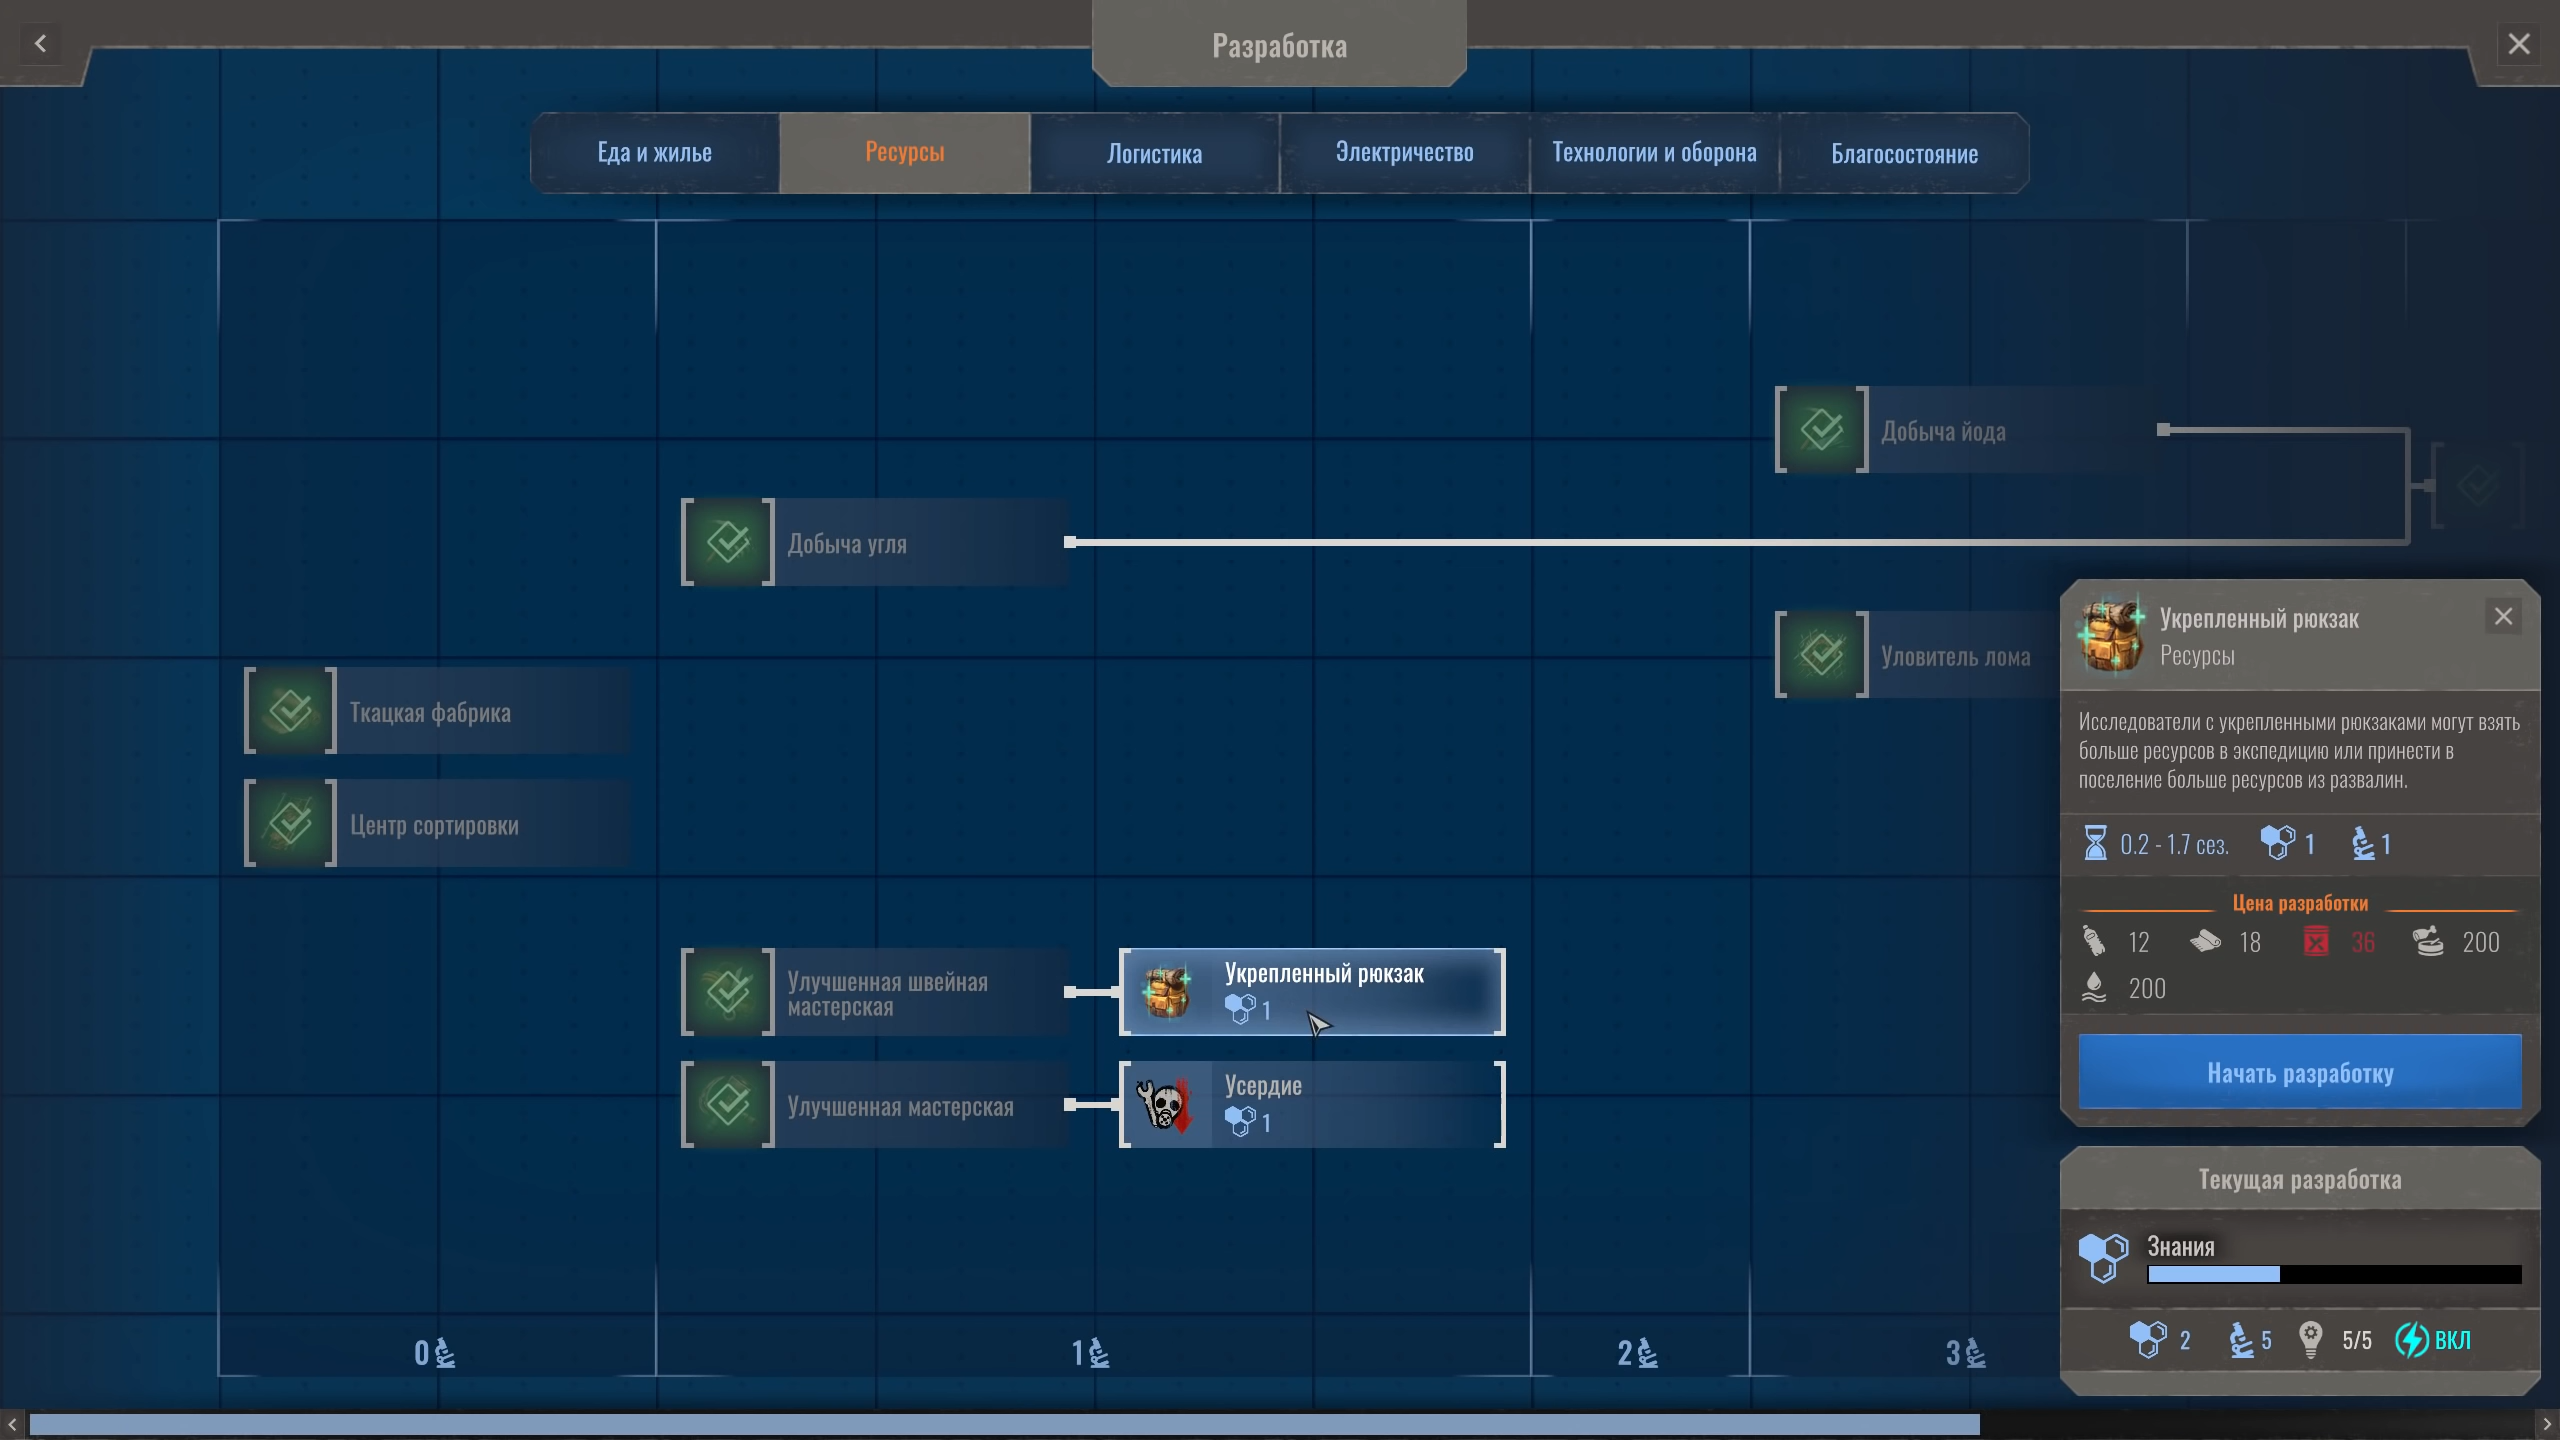 Разработка
Еда и жилье
Ресурсы
Логистика
Электричество
Технологии и оборона
Благосостояние
Добыча йода
Добыча угля
Уловитель лома
Ткацкая фабрика
Центр сортировки
Улучшенная швейная
мастерская
Укрепленный рюкзак
1
Улучшенная мастерская
Усердие
1
0
1
2
3
Укрепленный рюкзак
Ресурсы
Исследователи с укрепленными рюкзаками могут взять
больше ресурсов в экспедицию или принести в
поселение больше ресурсов из развалин.
0.2 - 1.7 сез. 1 1
Цена разработки
12 18 36 200
200
Начать разработку
Текущая разработка
Знания
2 5 5/5 ВКЛ